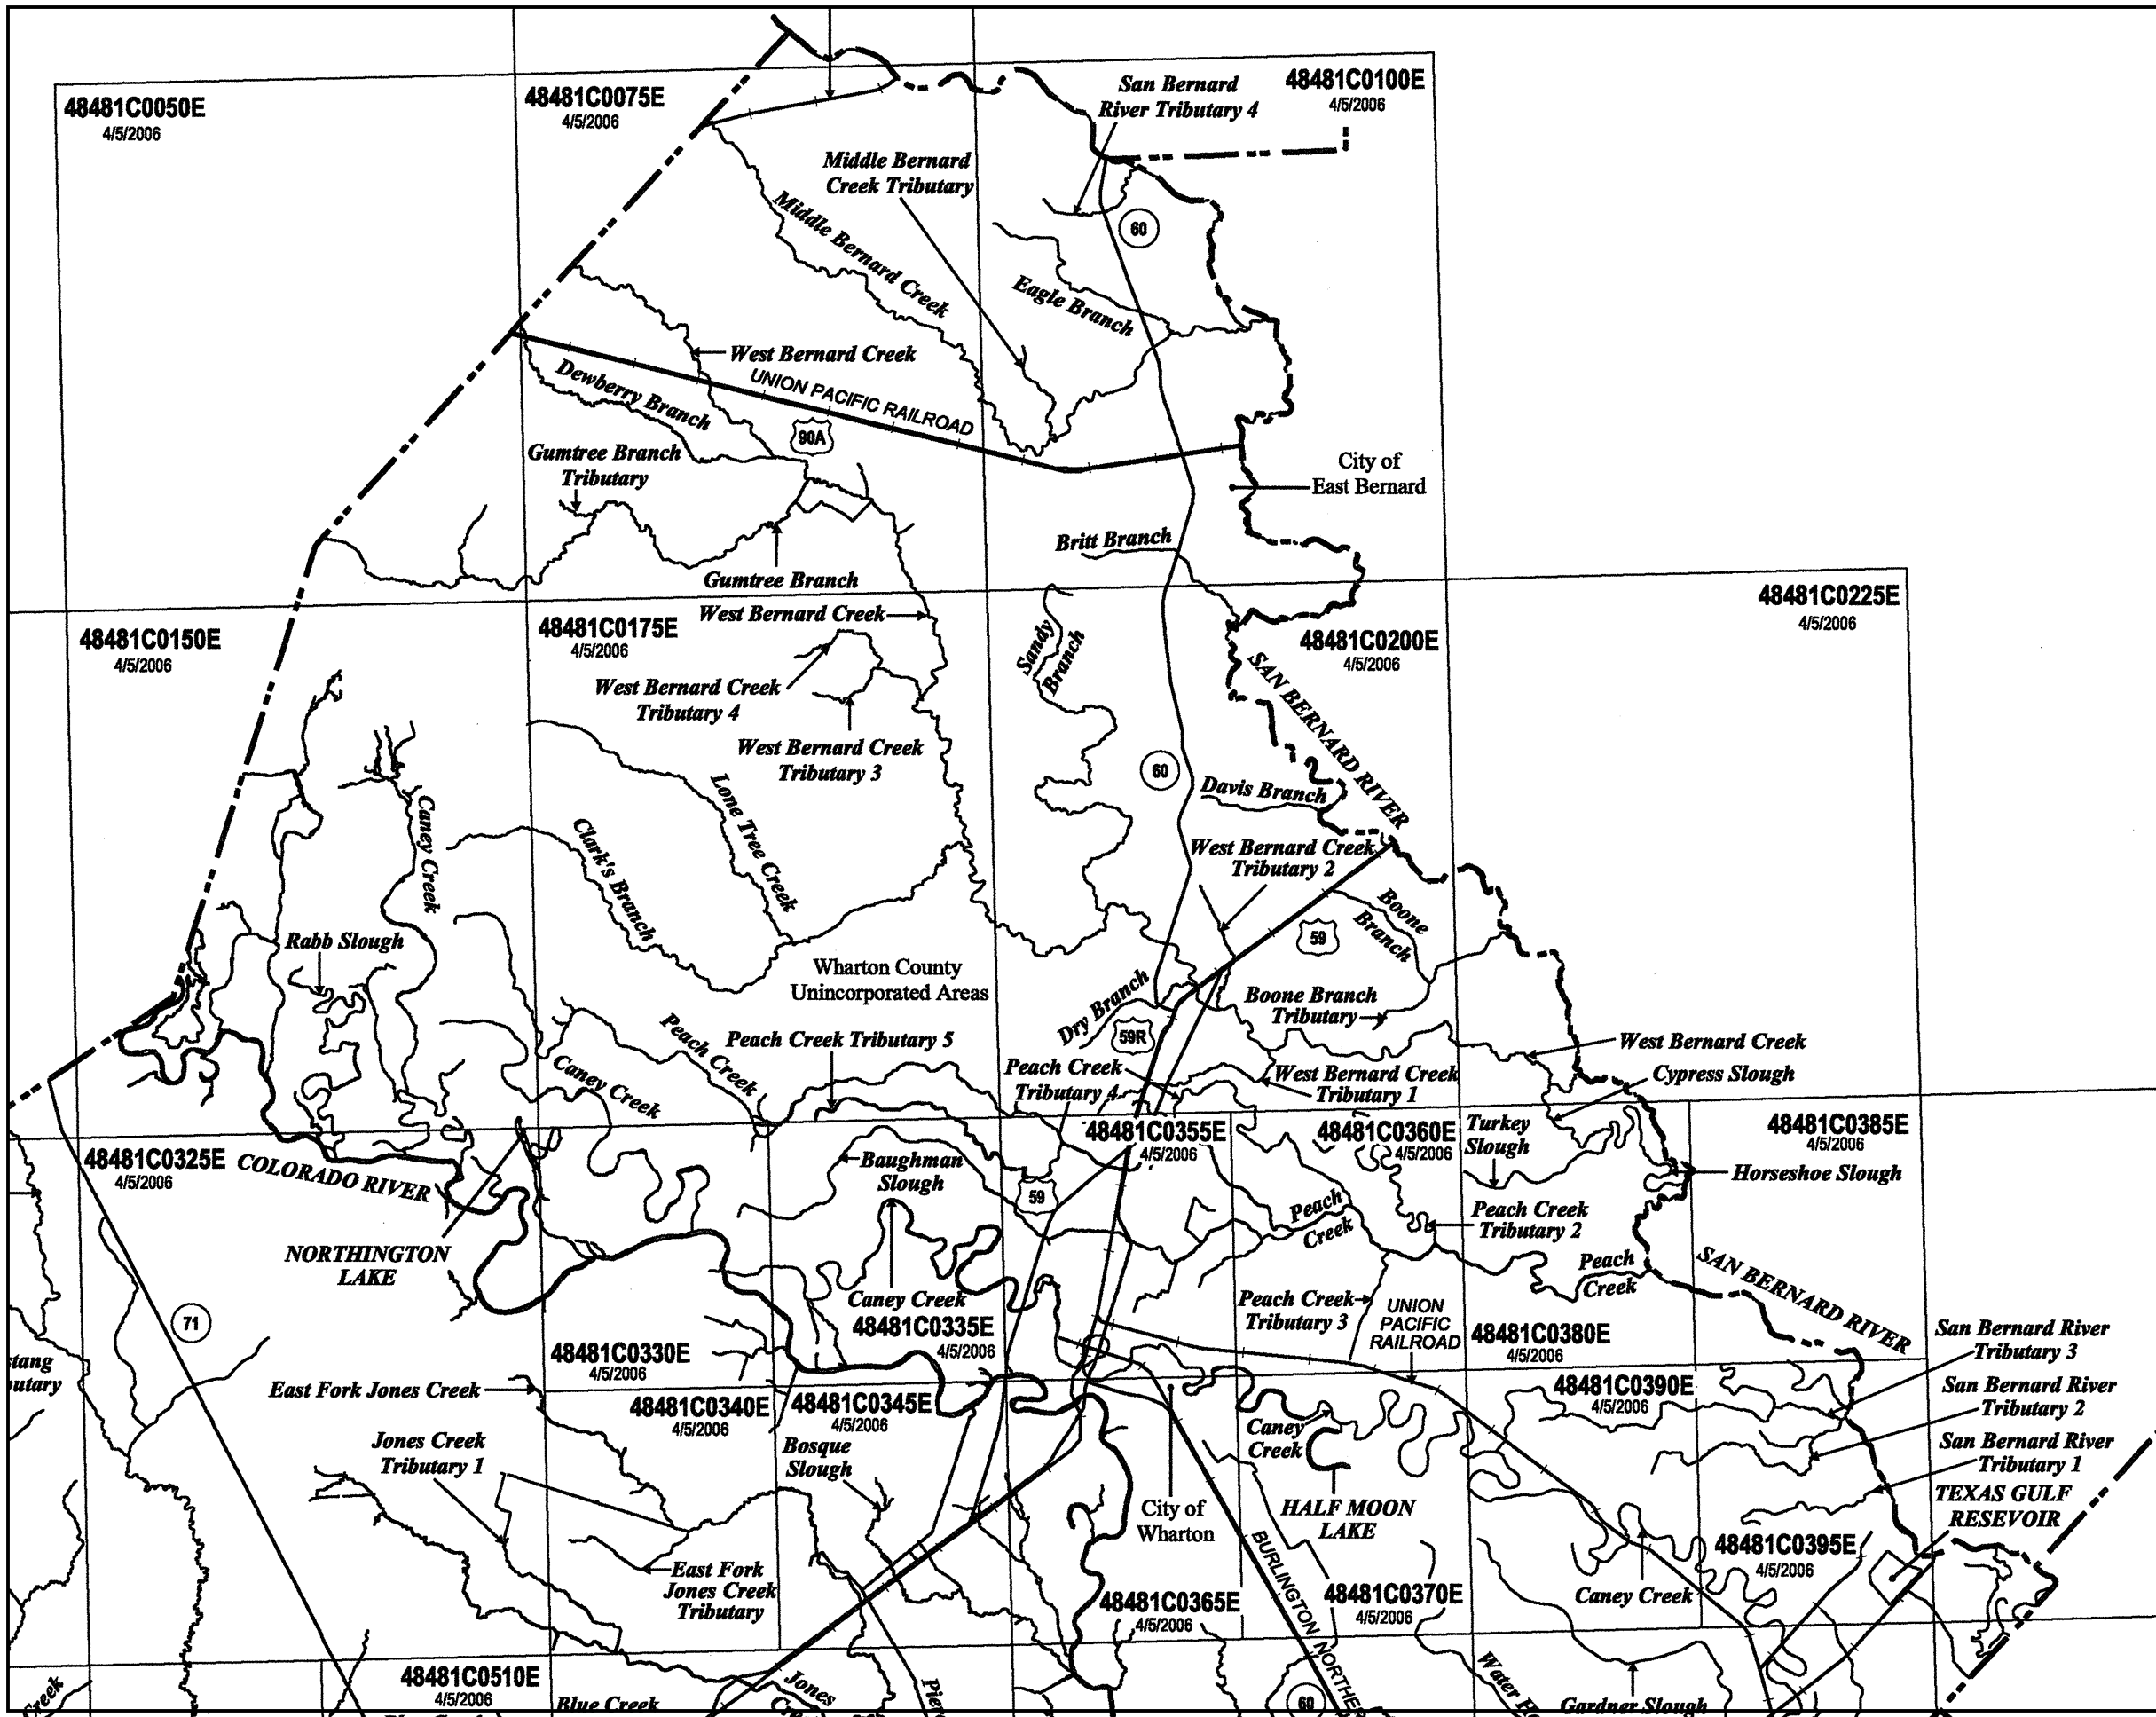 48481C0050E
4/5/2006
48481C0075E
4/5/2006
San Bernard
River Tributary 4
48481C0100E
4/5/2006
Middle Bernard
Creek Tributary
Middle Bernard Creek
60
Eagle Branch
West Bernard Creek
UNION PACIFIC RAILROAD
Dewberry Branch
90A
Gumtree Branch
Tributary
City of
East Bernard
Britt Branch
Gumtree Branch
West Bernard Creek
48481C0150E
4/5/2006
48481C0175E
4/5/2006
48481C0200E
4/5/2006
48481C0225E
4/5/2006
Sandy
Branch
West Bernard Creek
Tributary 4
West Bernard Creek
Tributary 3
SAN BERNARD RIVER
60
Davis Branch
Lone Tree Creek
Clark's Branch
Caney Creek
West Bernard Creek
Tributary 2
Boone
Branch
59
Rabb Slough
Wharton County
Unincorporated Areas
Dry Branch
Boone Branch
Tributary
59R
Peach Creek
Peach Creek Tributary 5
West Bernard Creek
Caney Creek
Peach Creek
Tributary 4
West Bernard Creek
Tributary 1
Cypress Slough
48481C0325E
4/5/2006
COLORADO RIVER
48481C0355E
4/5/2006
48481C0360E
4/5/2006
Turkey
Slough
48481C0385E
4/5/2006
Baughman
Slough
59
Horseshoe Slough
Peach
Creek
Peach Creek
Tributary 2
NORTHINGTON
LAKE
Peach
Creek
SAN BERNARD RIVER
71
Caney Creek
48481C0335E
4/5/2006
Peach Creek
Tributary 3
UNION
PACIFIC
RAILROAD
48481C0380E
4/5/2006
San Bernard River
Tributary 3
48481C0330E
4/5/2006
stang
utary
East Fork Jones Creek
48481C0340E
4/5/2006
48481C0345E
4/5/2006
48481C0390E
4/5/2006
San Bernard River
Tributary 2
Caney
Creek
Jones Creek
Tributary 1
Bosque
Slough
San Bernard River
Tributary 1
City of
Wharton
HALF MOON
LAKE
TEXAS GULF
RESEVOIR
BURLINGTON NORTHER
48481C0395E
4/5/2006
East Fork
Jones Creek
Tributary
48481C0365E
4/5/2006
48481C0370E
4/5/2006
Caney Creek
48481C0510E
4/5/2006
Creek
Blue Creek
Jones
Pier
60
Water H
Gardner Slough